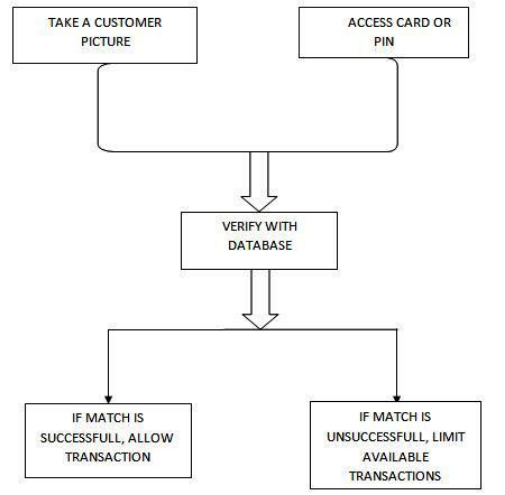 TAKE A CUSTOMER
PICTURE
ACCESS CARD OR
PIN
VERIFY WITH
DATABASE
IF MATCH IS
SUCCESSFULL, ALLOW
TRANSACTION
IF MATCH IS
UNSUCCESSFULL, LIMIT
AVAILABLE
TRANSACTIONS